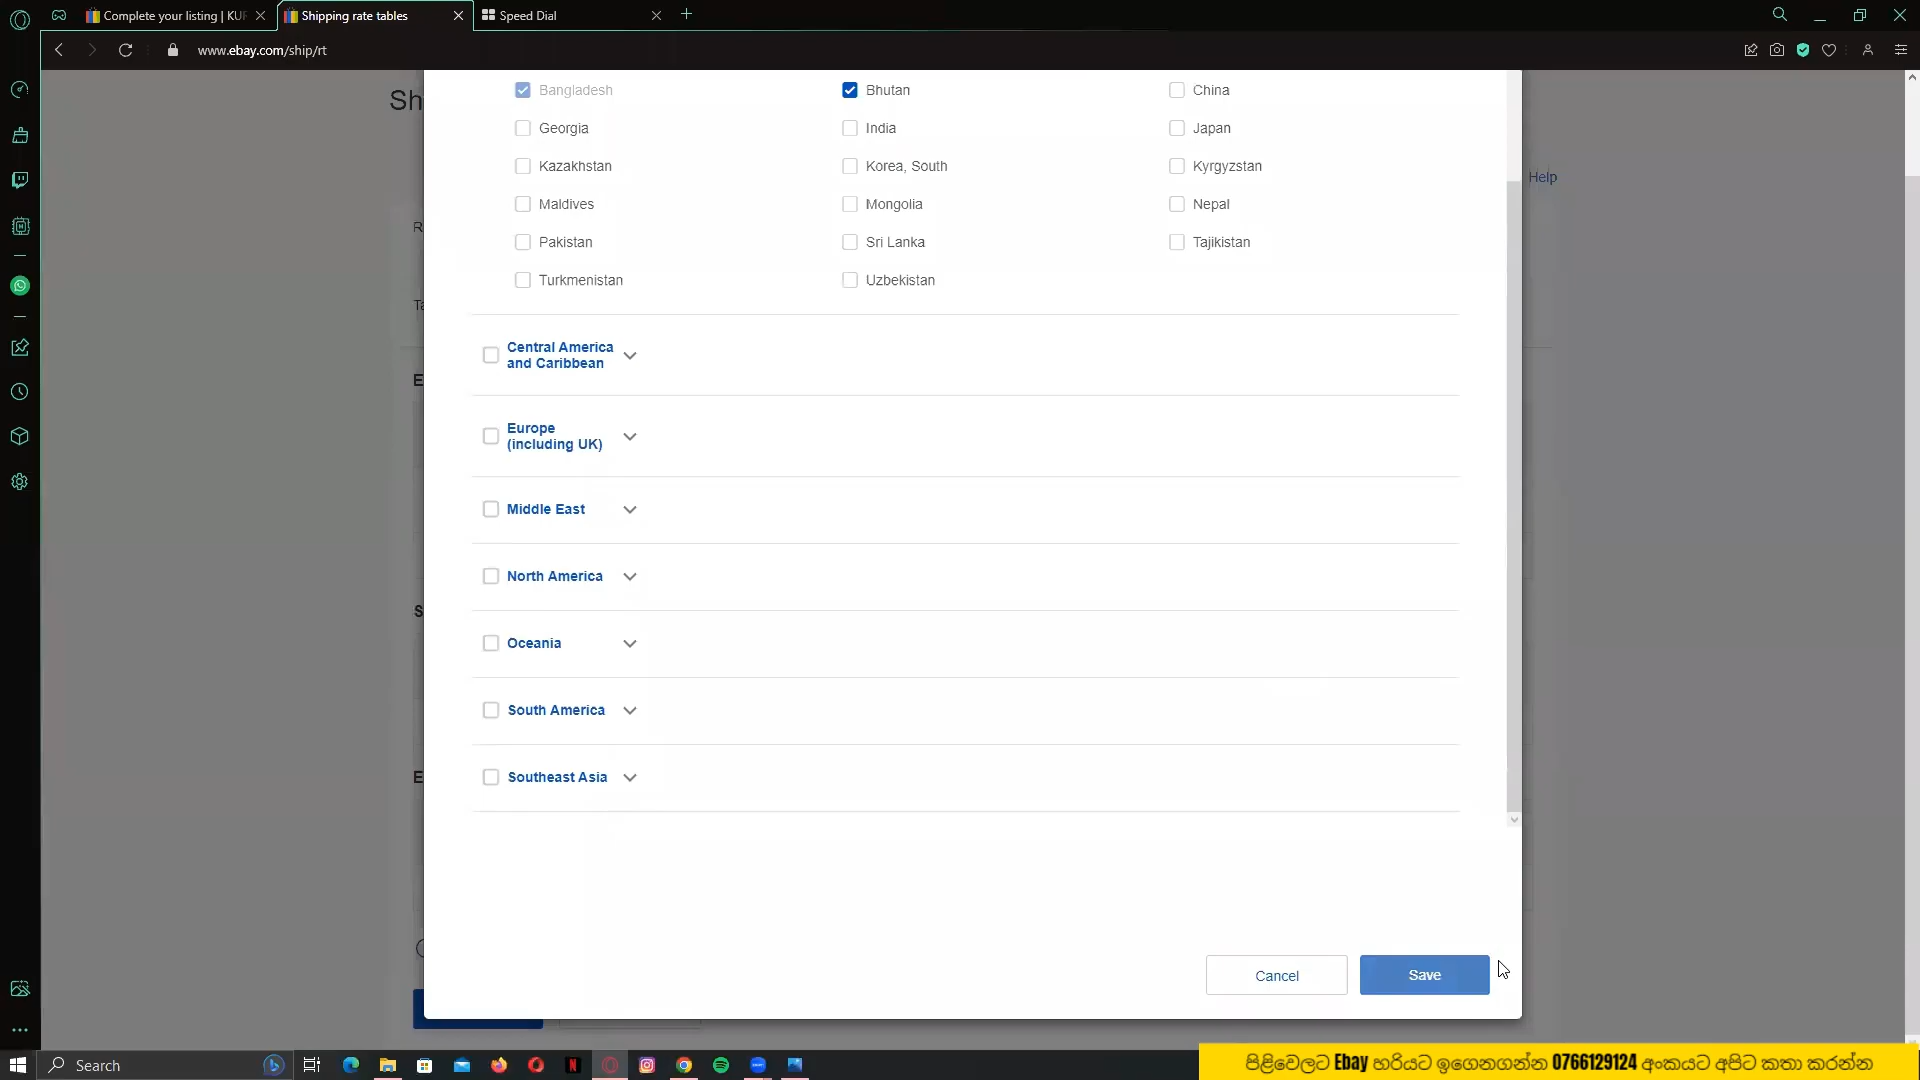 Complete your listing | KUF
Shipping rate tables
Speed Dial
www.ebay.com/ship/rt
Sh
Help
Bangladesh
Bhutan
China
Georgia
India
Japan
Kazakhstan
Korea, South
Kyrgyzstan
Maldives
Mongolia
Nepal
Pakistan
Sri Lanka
Tajikistan
Turkmenistan
Uzbekistan
R
Ta
E
S
E
Central America
and Caribbean
Europe
(including UK)
Middle East
North America
Oceania
South America
Southeast Asia
Cancel
Save
Search
පිළිවෙලට Ebay හරියට ඉගෙනගන්න 0766129124 අංකයට අපිට කතා කරන්න